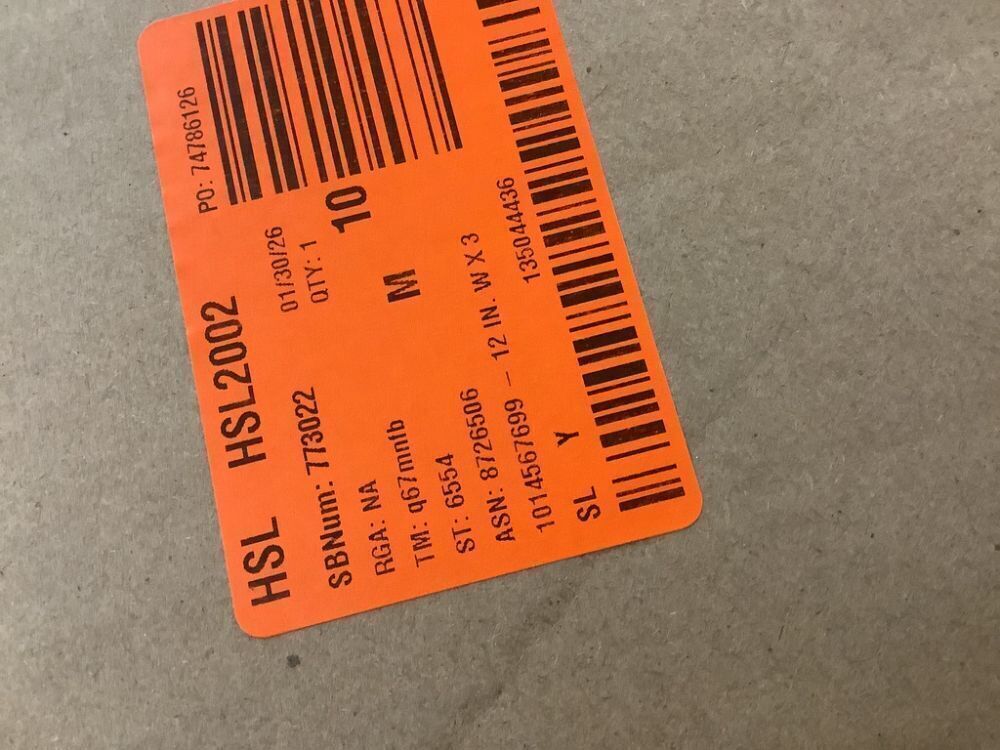 HSL HSL2002 PO: 74786126
SBNum: 773022 01/30/26
RGA: NA QTY: 1
TM: q67mntb M 10
ST: 6554
ASN: 8726506
1014567699 – 12 IN. W X 3
SL Y 135044436